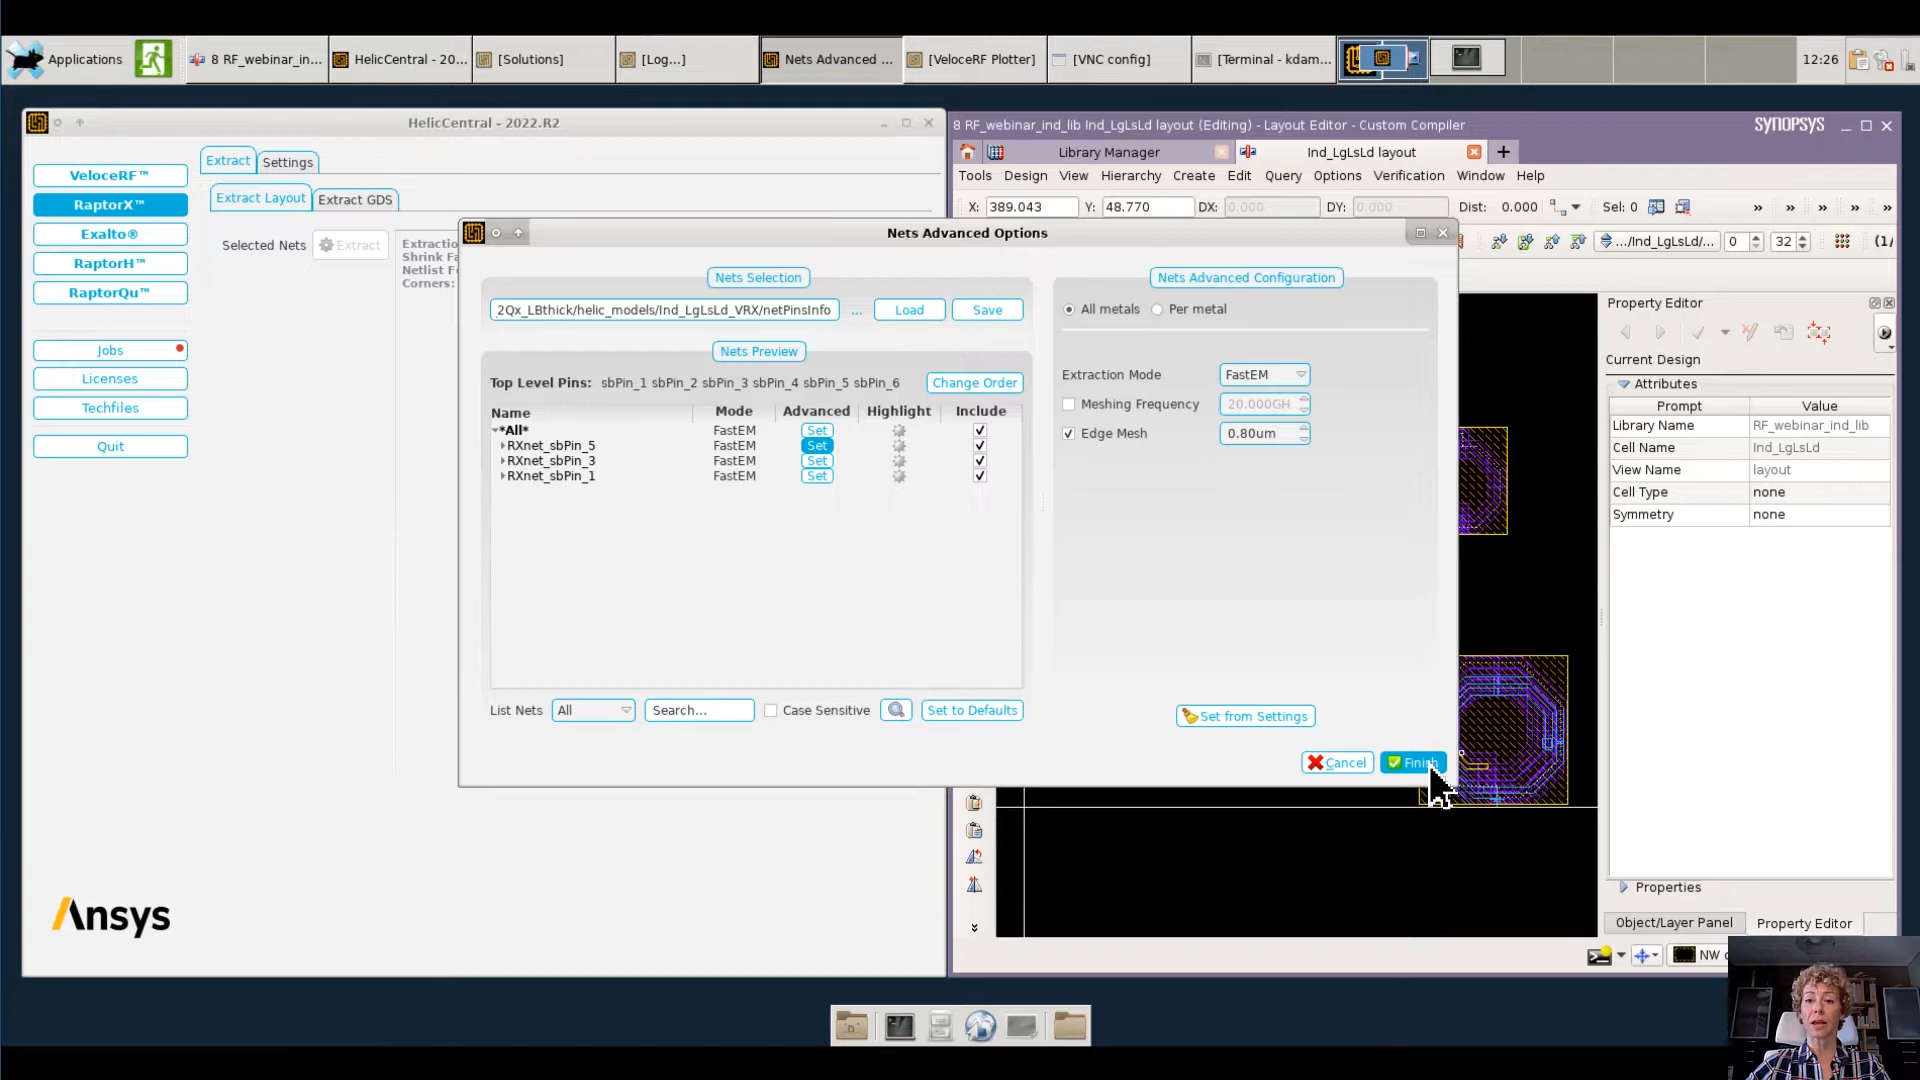 Applications
8 RF_webinar_in...
HelicCentral - 20...
[Solutions]
[Log...]
Nets Advanced ...
[VeloceRF Plotter]
[VNC config]
[Terminal - kdam...
12:26
HelicCentral - 2022.R2
VeloceRF™
RaptorX™
Exalto®
RaptorH™
RaptorQu™
Jobs
Licenses
Techfiles
Quit
Extract Settings
Extract Layout Extract GDS
Selected Nets Extract
Extractio
Shrink Fa
Netlist Fo
Corners:
Ansys
8 RF_webinar_ind_lib Ind_LgLsLd layout (Editing) - Layout Editor - Custom Compiler
SYNOPSYS
Library Manager Ind_LgLsLd layout
Tools Design View Hierarchy Create Edit Query Options Verification Window Help
X: 389.043 Y: 48.770 DX: 0.000 DY: 0.000 Dist: 0.000 Sel: 0 » » » » »
.../Ind_LgLsLd/... 0 32 (1/
Nets Advanced Options
Nets Selection
2Qx_LBthick/helic_models/Ind_LgLsLd_VRX/netPinsInfo ... Load Save
Nets Preview
Top Level Pins: sbPin_1 sbPin_2 sbPin_3 sbPin_4 sbPin_5 sbPin_6 Change Order
Name Mode Advanced Highlight Include
*All* FastEM Set
RXnet_sbPin_5 FastEM Set
RXnet_sbPin_3 FastEM Set
RXnet_sbPin_1 FastEM Set
List Nets All Search... Case Sensitive Set to Defaults
Nets Advanced Configuration
All metals Per metal
Extraction Mode FastEM
Meshing Frequency 20.000GH
Edge Mesh 0.80um
Set from Settings
Cancel Finish
Property Editor
Current Design
Attributes
Prompt Value
Library Name RF_webinar_ind_lib
Cell Name Ind_LgLsLd
View Name layout
Cell Type none
Symmetry none
Properties
Object/Layer Panel Property Editor
NW